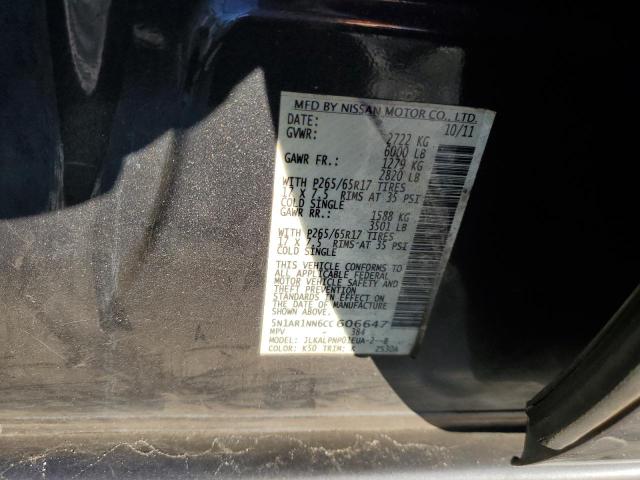 MFD BY NISSAN MOTOR CO., LTD.
DATE: 10/11
GVWR: 2722 KG
6000 LB
GAWR FR.: 1279 KG
2820 LB
WITH P265/65R17 TIRES
17 X 7.5 RIMS AT 35 PSI
COLD SINGLE
GAWR RR.: 1588 KG
3501 LB
WITH P265/65R17 TIRES
17 X 7.5 RIMS AT 35 PSI
COLD SINGLE
THIS VEHICLE CONFORMS TO
ALL APPLICABLE FEDERAL
MOTOR VEHICLE SAFETY AND
THEFT PREVENTION
STANDARDS IN EFFECT ON
THE DATE OF MANUFACTURE
SHOWN ABOVE.
5N1AR1NN6CC606647
MPV - 384
MODEL:
COLOR: K50 TRIM: K 2530A